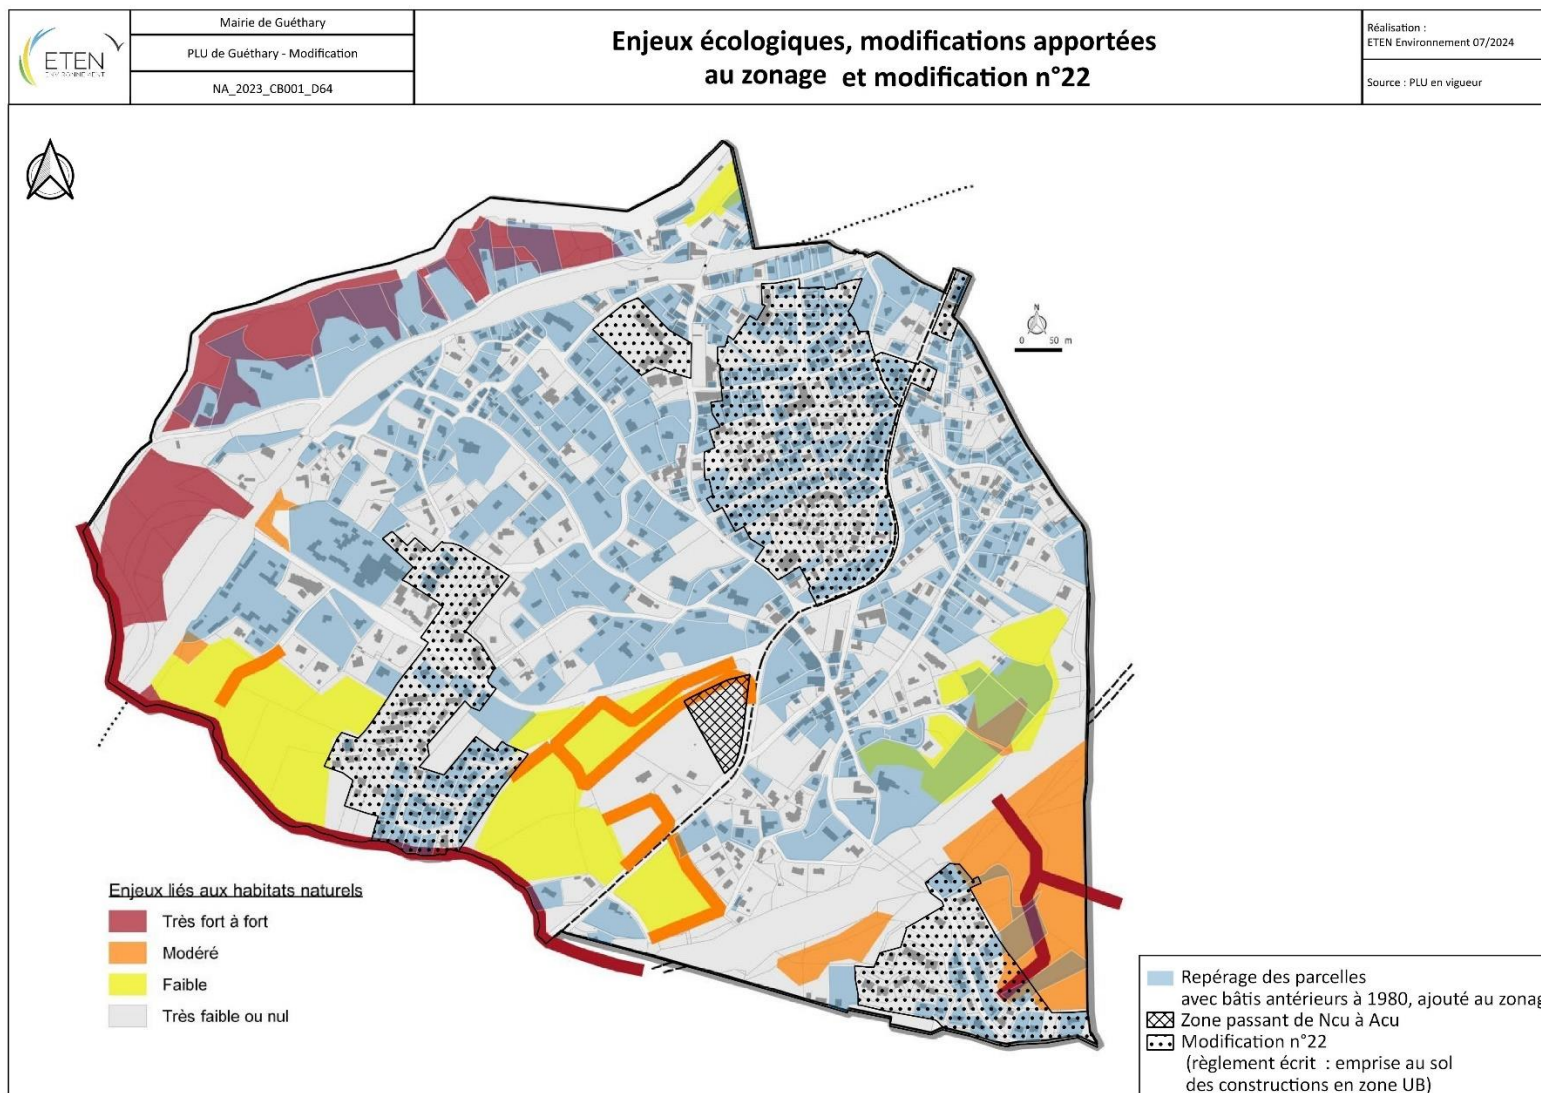 ETEN
ENVIRONNEMENT
Mairie de Guéthary
PLU de Guéthary - Modification
NA_2023_CB001_D64
Enjeux écologiques, modifications apportées
au zonage et modification n°22
Réalisation :
ETEN Environnement 07/2024
Source : PLU en vigueur
N
0 50 m
Enjeux liés aux habitats naturels
Très fort à fort
Modéré
Faible
Très faible ou nul
Repérage des parcelles
avec bâtis antérieurs à 1980, ajouté au zonag
Zone passant de Ncu à Acu
Modification n°22
(règlement écrit : emprise au sol
des constructions en zone UB)